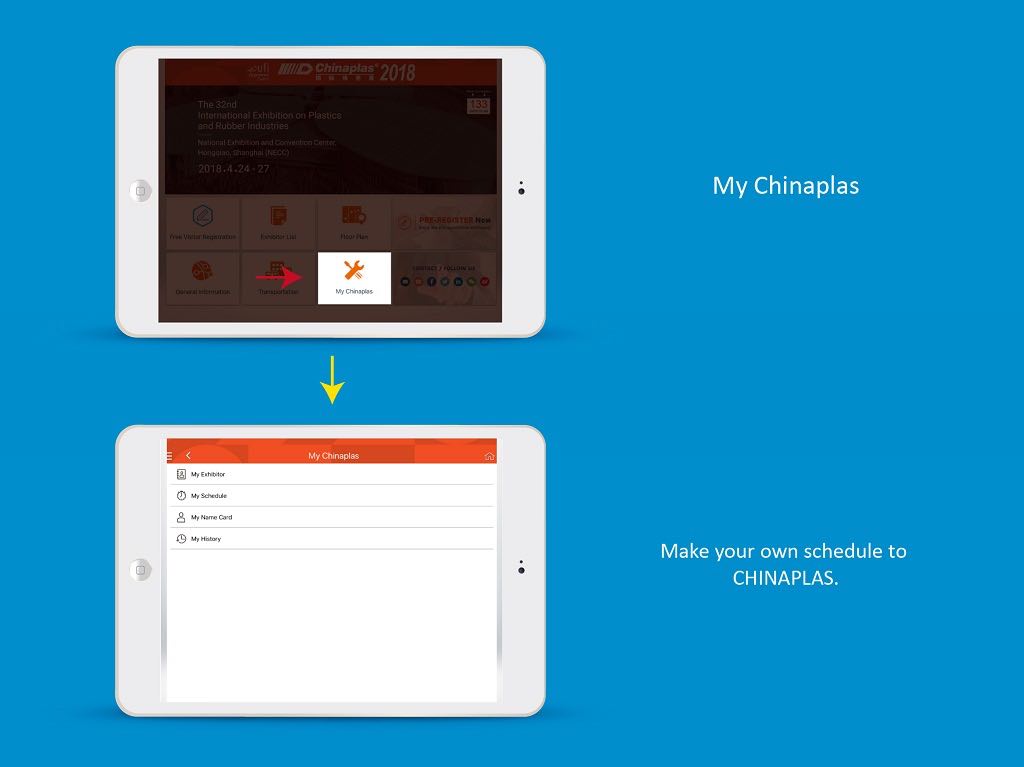 ufi
Chinaplas® 2018
The 32nd
International Exhibition on Plastics
and Rubber Industries
National Exhibition and Convention Center,
Hongqiao, Shanghai (NECC)
2018.4.24 - 27
133
Free Visitor Registration
Exhibitor List
Floor Plan
PRE-REGISTER Now
General Information
Transportation
My Chinaplas
CONTACT / FOLLOW US
My Chinaplas
My Chinaplas
My Exhibitor
My Schedule
My Name Card
My History
Make your own schedule to
CHINAPLAS.